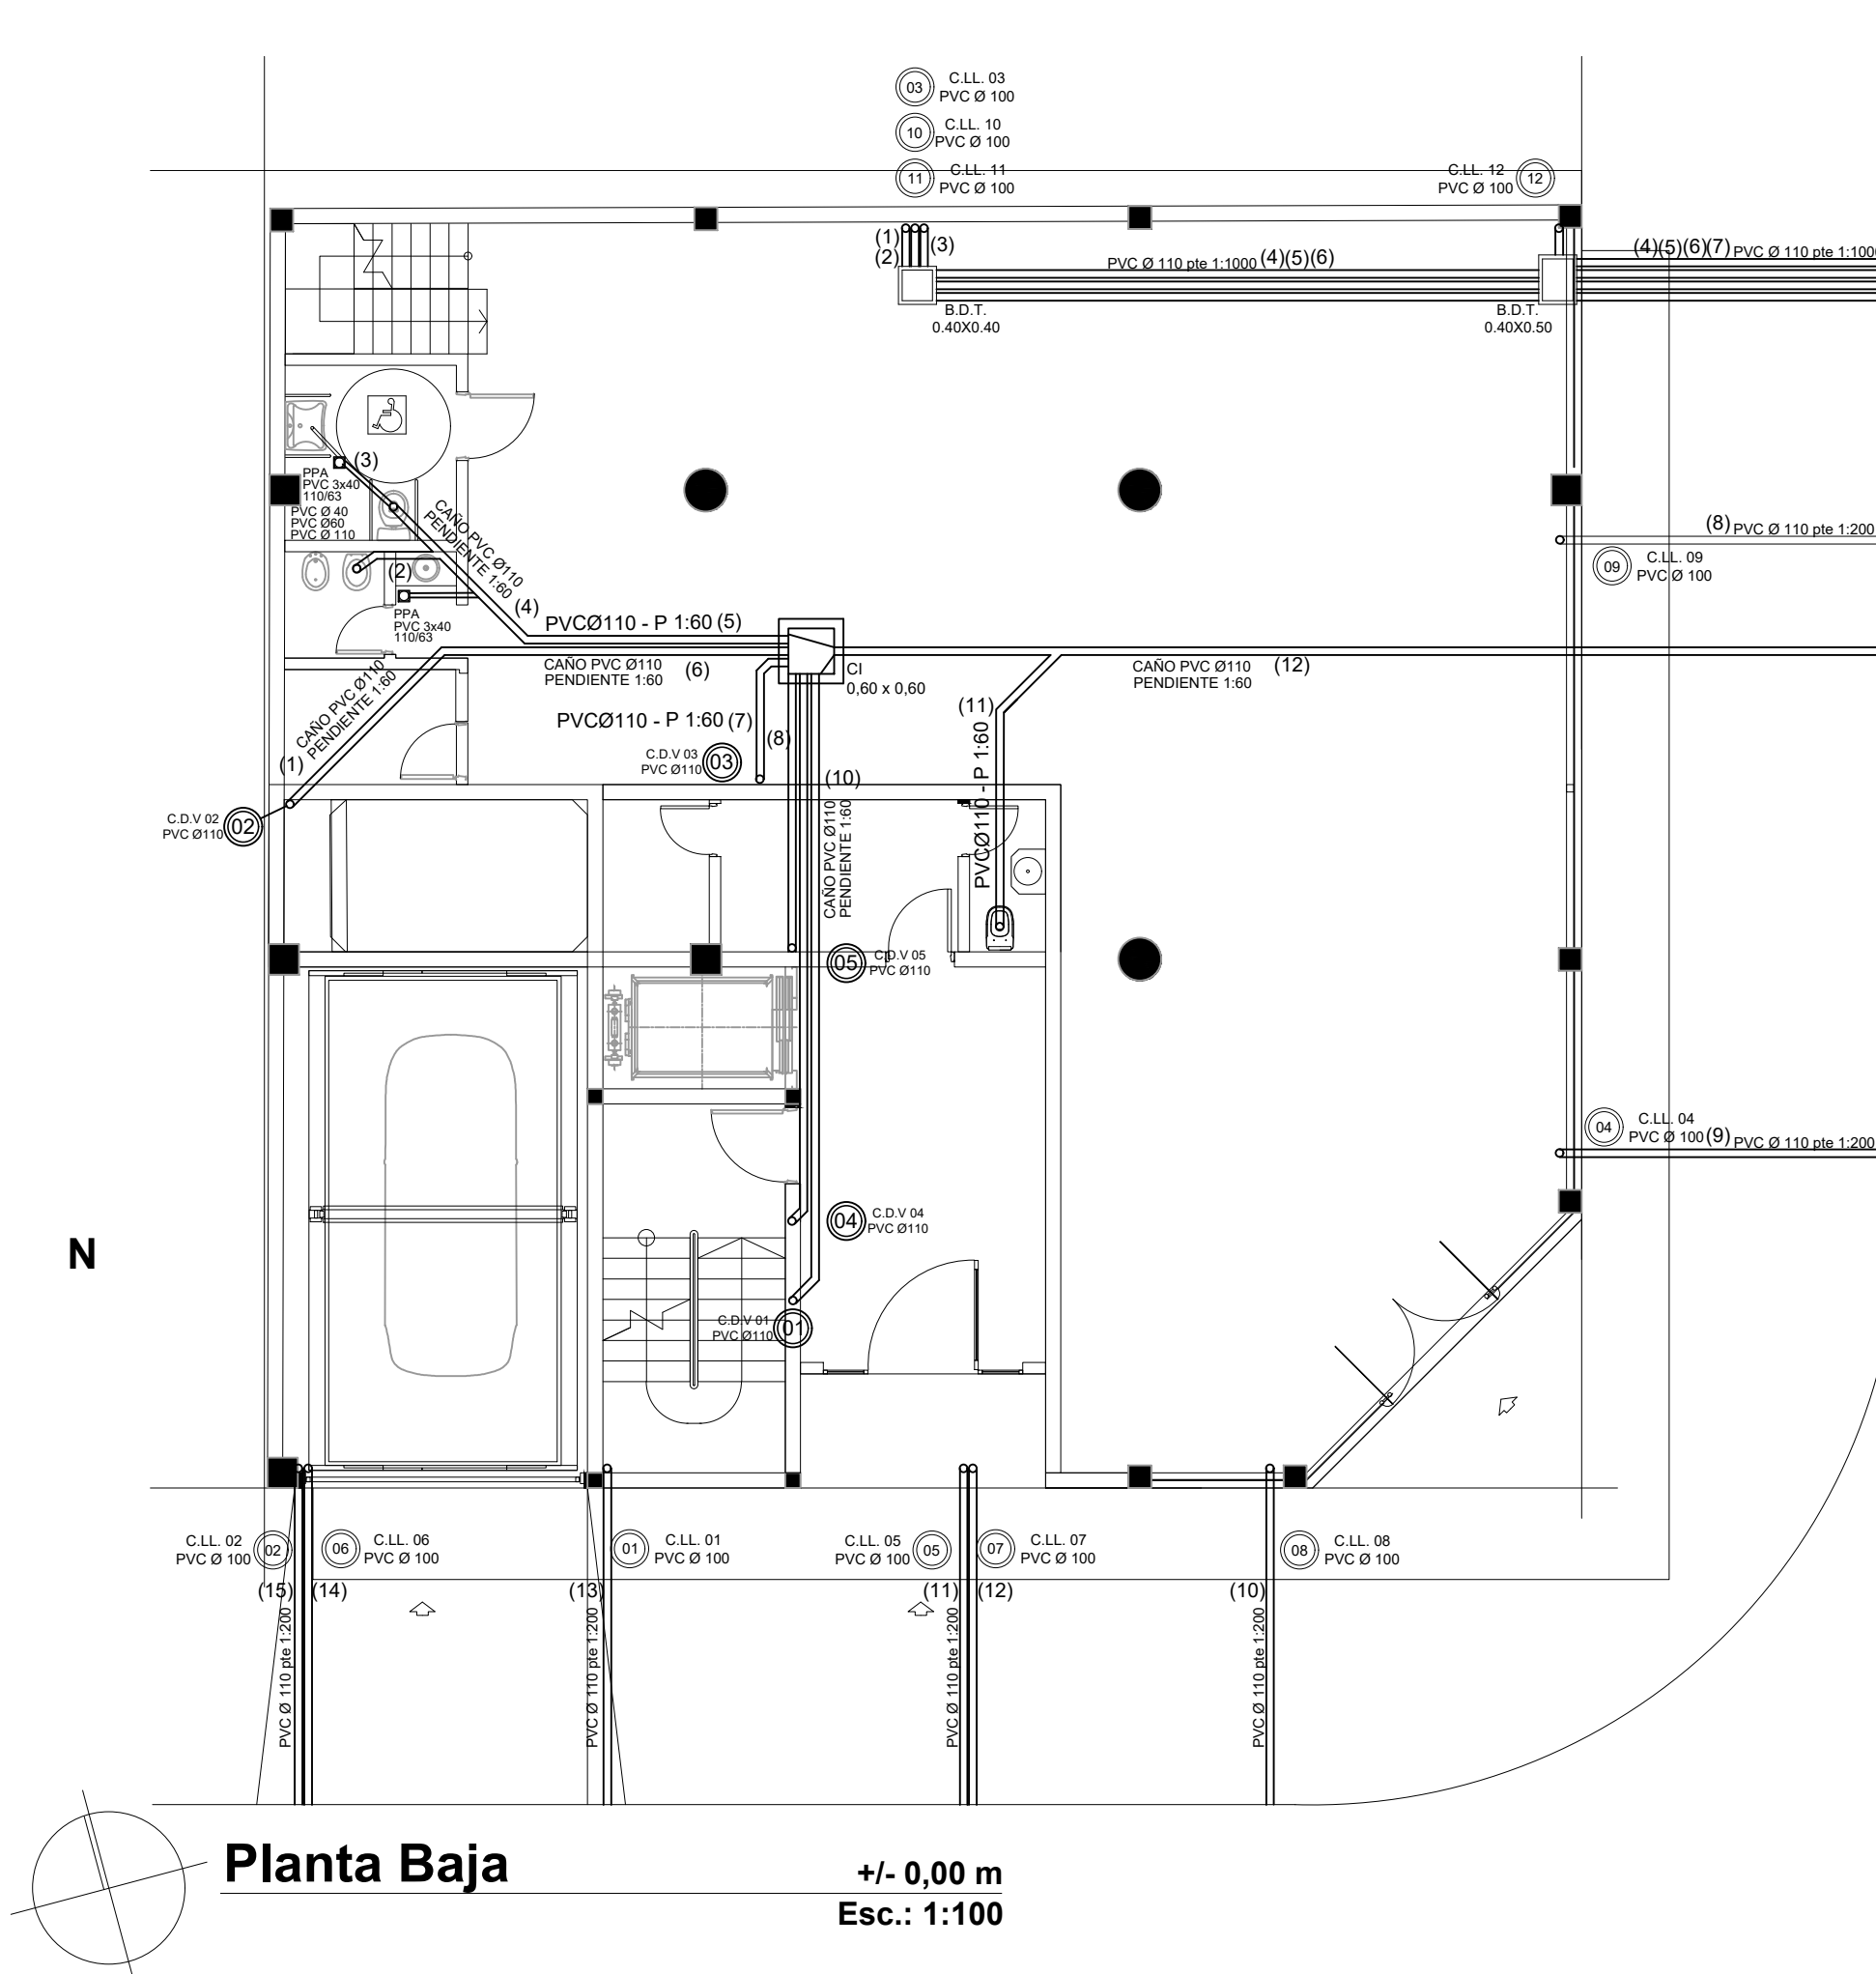 03
C.LL. 03
PVC Ø 100
10
C.LL. 10
PVC Ø 100
11
C.LL. 11
PVC Ø 100
C.LL. 12
PVC Ø 100
12
(1)
(2)
(3)
PVC Ø 110 pte 1:1000
(4)(5)(6)
(4)(5)(6)(7)
PVC Ø 110 pte 1:1000
B.D.T.
0.40X0.40
B.D.T.
0.40X0.50
(3)
PPA
PVC 3x40
110/63
PVC Ø 40
PVC Ø60
PVC Ø 110
CAÑO PVC Ø110
PENDIENTE 1:60
(8)
PVC Ø 110 pte 1:200
09
C.LL. 09
PVC Ø 100
(2)
(4)
PPA
PVC 3x40
110/63
PVCØ110 - P 1:60 (5)
CAÑO PVC Ø110
PENDIENTE 1:60
(6)
CI
0,60 x 0,60
CAÑO PVC Ø110
PENDIENTE 1:60
(12)
CAÑO PVC Ø110
PENDIENTE 1:60
(1)
PVCØ110 - P 1:60 (7)
(8)
(11)
PVCØ110 - P 1:60
C.D.V 03
PVC Ø110
03
(10)
CAÑO PVC Ø110
PENDIENTE 1:60
C.D.V 02
PVC Ø110
02
05
C.D.V 05
PVC Ø110
04
C.LL. 04
PVC Ø 100
(9)
PVC Ø 110 pte 1:200
04
C.D.V 04
PVC Ø110
N
C.D.V 01
PVC Ø110
01
C.LL. 02
PVC Ø 100
02
06
C.LL. 06
PVC Ø 100
01
C.LL. 01
PVC Ø 100
C.LL. 05
PVC Ø 100
05
07
C.LL. 07
PVC Ø 100
08
C.LL. 08
PVC Ø 100
(15)
(14)
(13)
(11)
(12)
(10)
PVC Ø 110 pte 1:200
PVC Ø 110 pte 1:200
PVC Ø 110 pte 1:200
PVC Ø 110 pte 1:200
Planta Baja
+/- 0,00 m
Esc.: 1:100